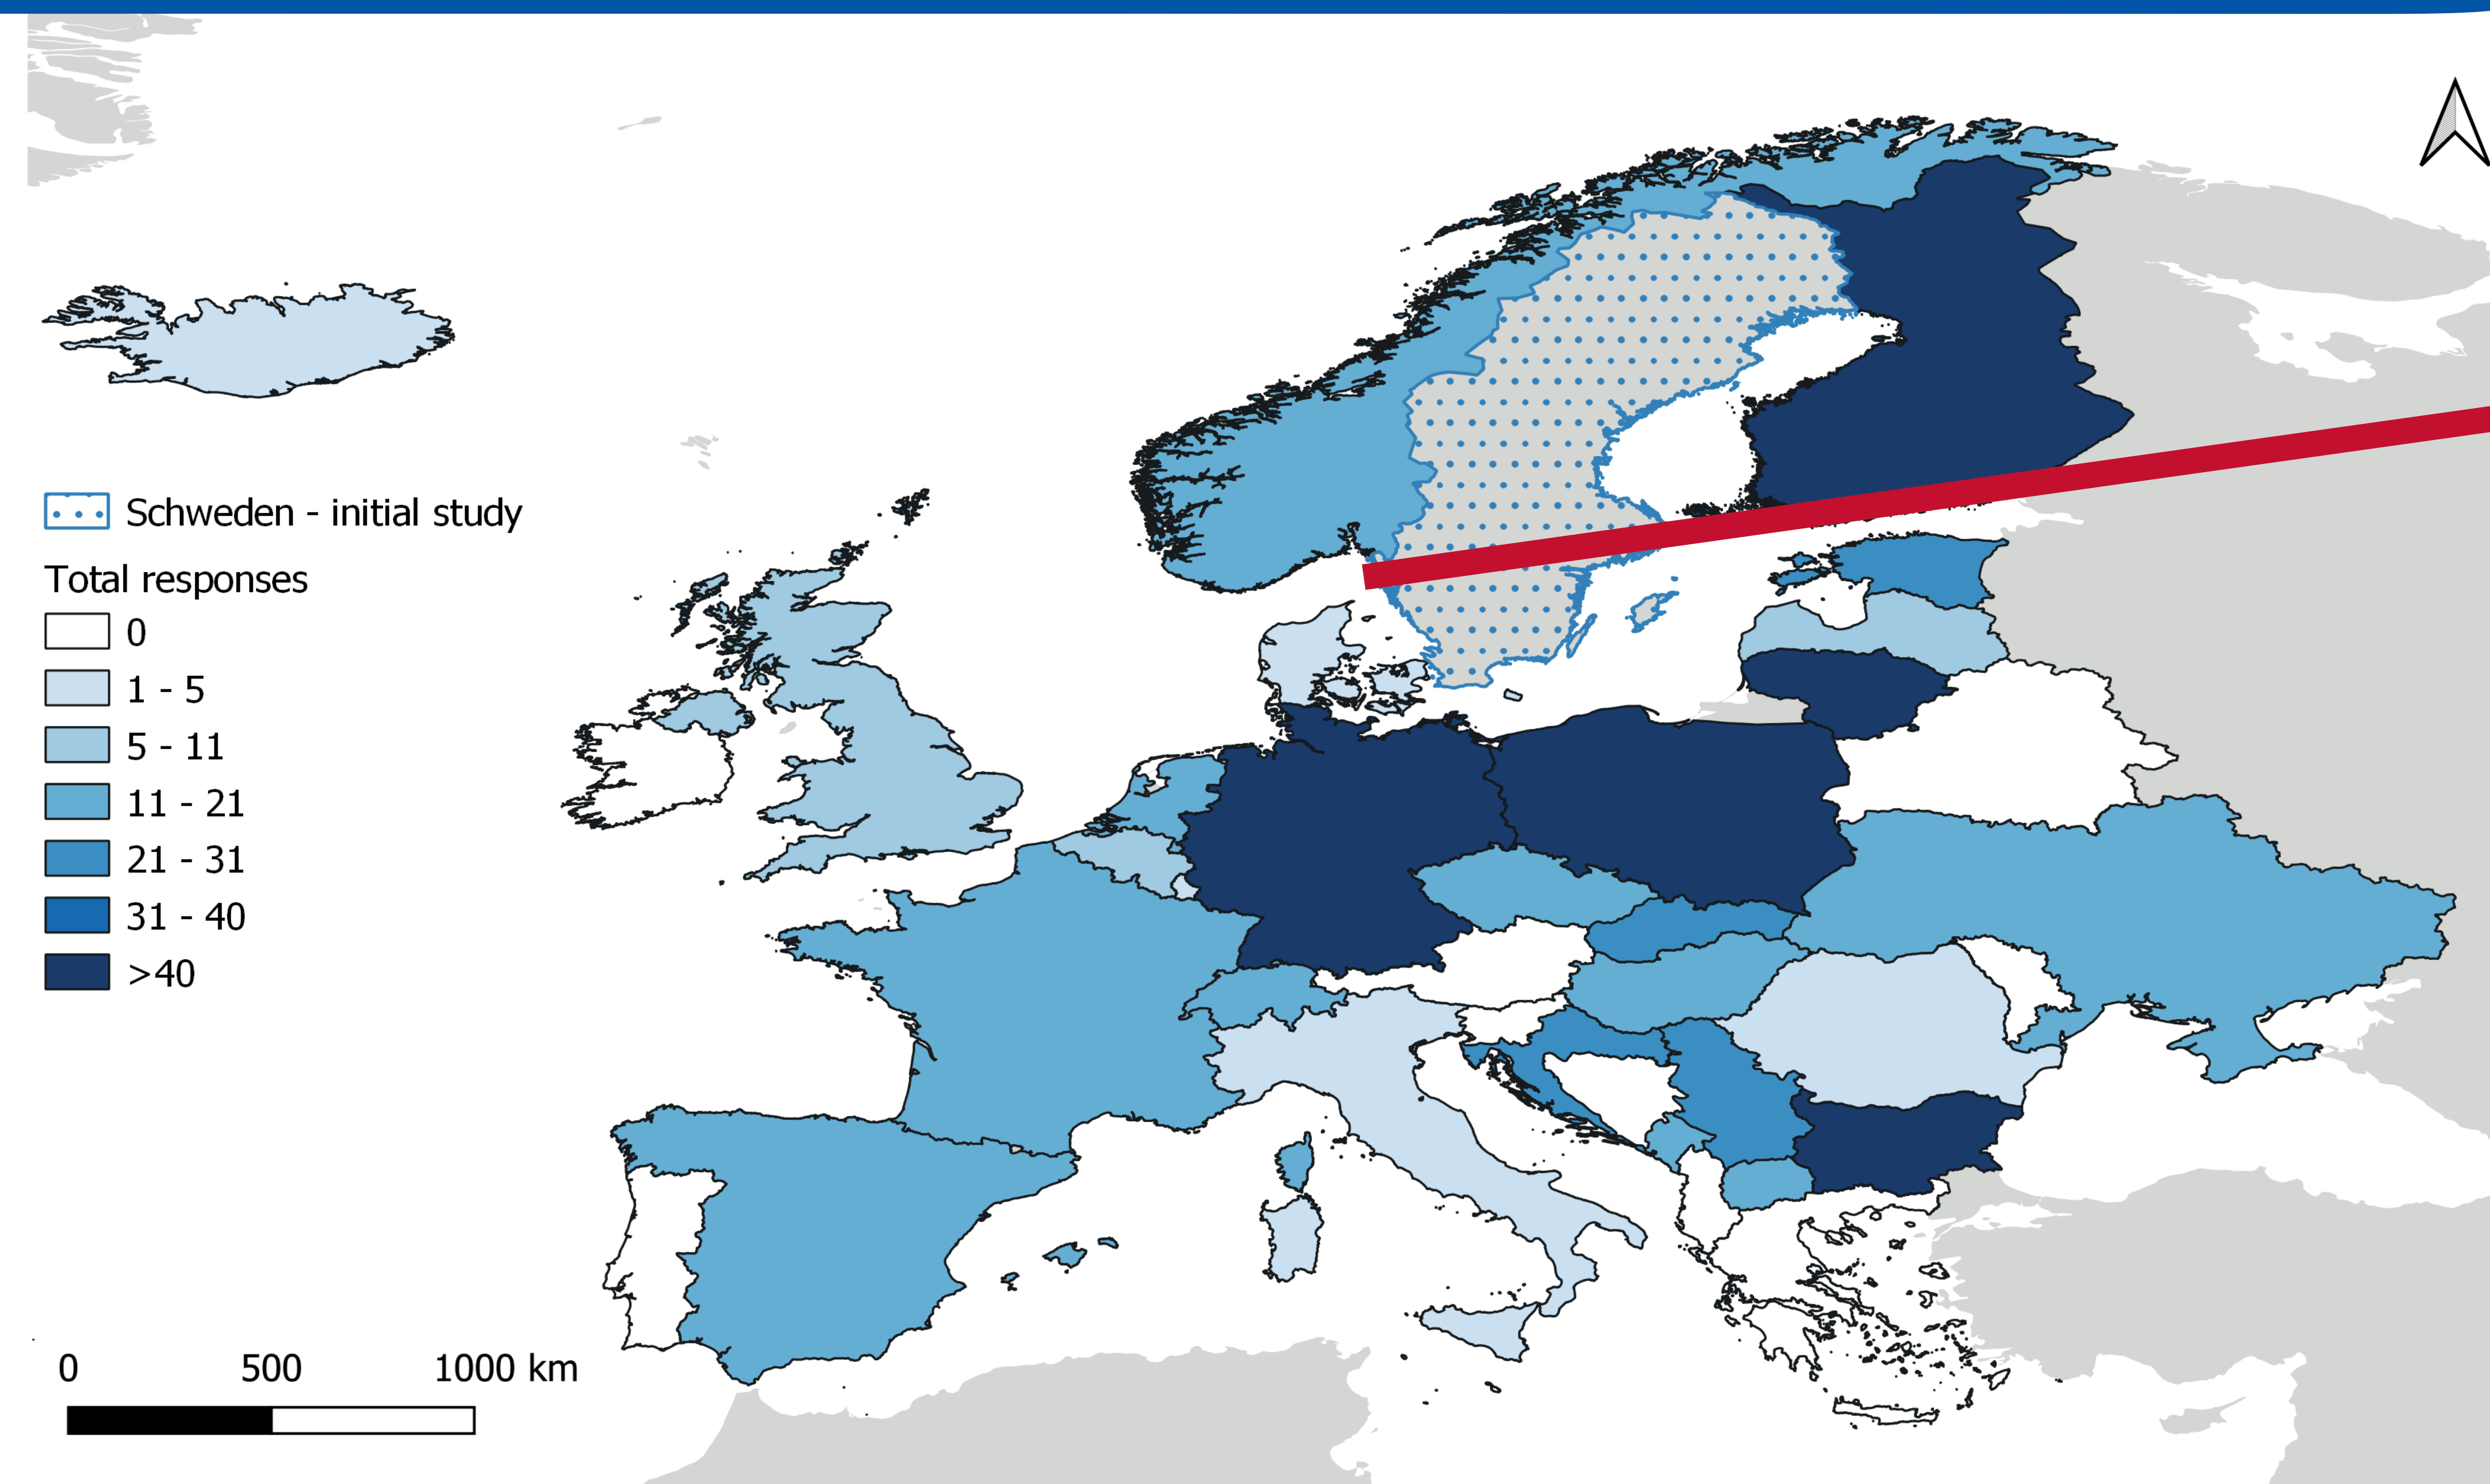 Schweden - initial study
Total responses
0
1 - 5
5 - 11
11 - 21
21 - 31
31 - 40
>40
0 500 1000 km